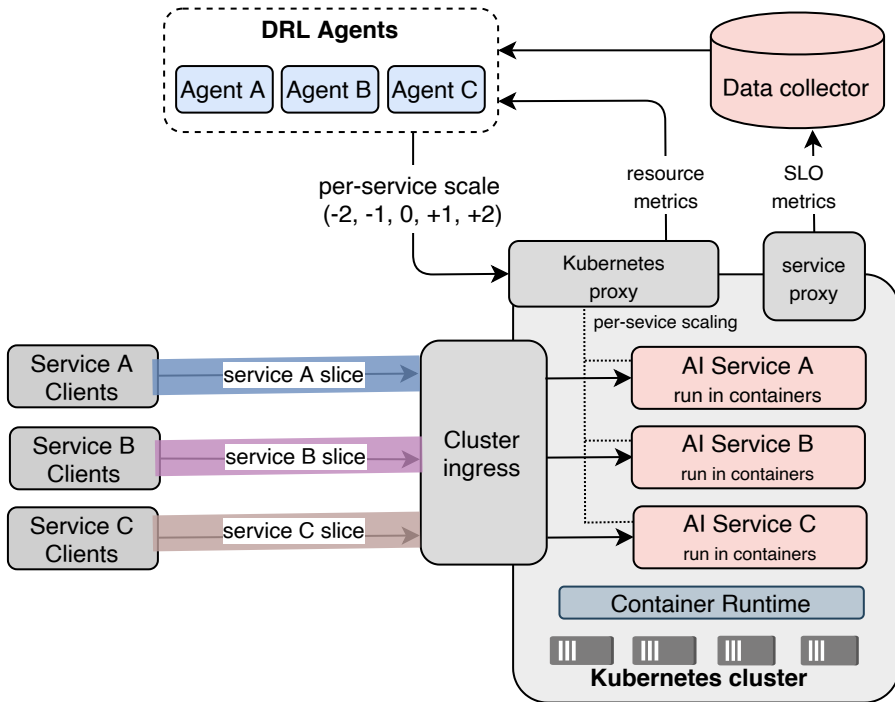 DRL Agents
Agent A
Agent B
Agent C
Data collector
per-service scale
(-2, -1, 0, +1, +2)
resource
metrics
SLO
metrics
Kubernetes
proxy
service
proxy
per-sevice scaling
Service A
Clients
service A slice
Service B
Clients
service B slice
Service C
Clients
service C slice
Cluster
ingress
AI Service A
run in containers
AI Service B
run in containers
AI Service C
run in containers
Container Runtime
Kubernetes cluster